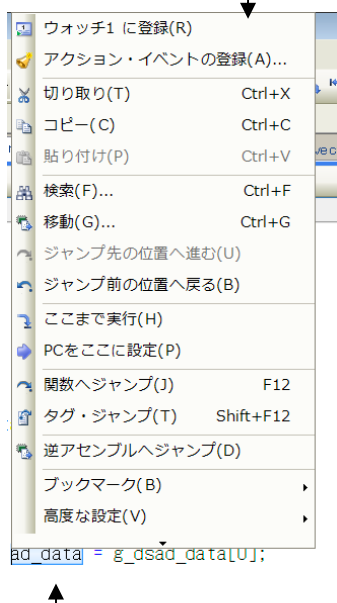 ウォッチ1 に登録(R)
アクション・イベントの登録(A)...
切り取り(T) Ctrl+X
コピー(C) Ctrl+C
貼り付け(P) Ctrl+V
検索(F)... Ctrl+F
移動(G)... Ctrl+G
ジャンプ先の位置へ進む(U)
ジャンプ前の位置へ戻る(B)
ここまで実行(H)
PCをここに設定(P)
関数へジャンプ(J) F12
タグ・ジャンプ(T) Shift+F12
逆アセンブルへジャンプ(D)
ブックマーク(B)
高度な設定(V)
ad_data = g_dsad_data[0];